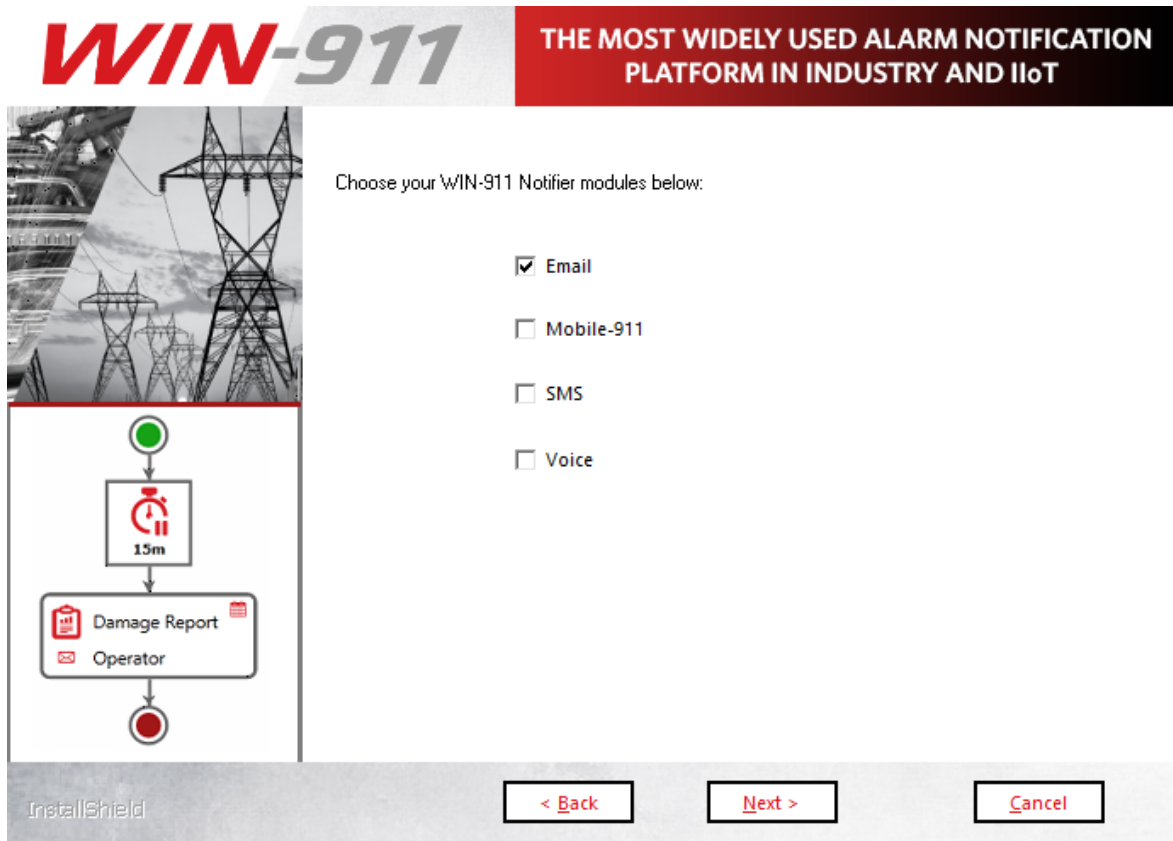 WIN-911
THE MOST WIDELY USED ALARM NOTIFICATION
PLATFORM IN INDUSTRY AND IIoT
Choose your WIN-911 Notifier modules below:
Email
Mobile-911
SMS
Voice
15m
Damage Report
Operator
InstallShield
< Back
Next >
Cancel